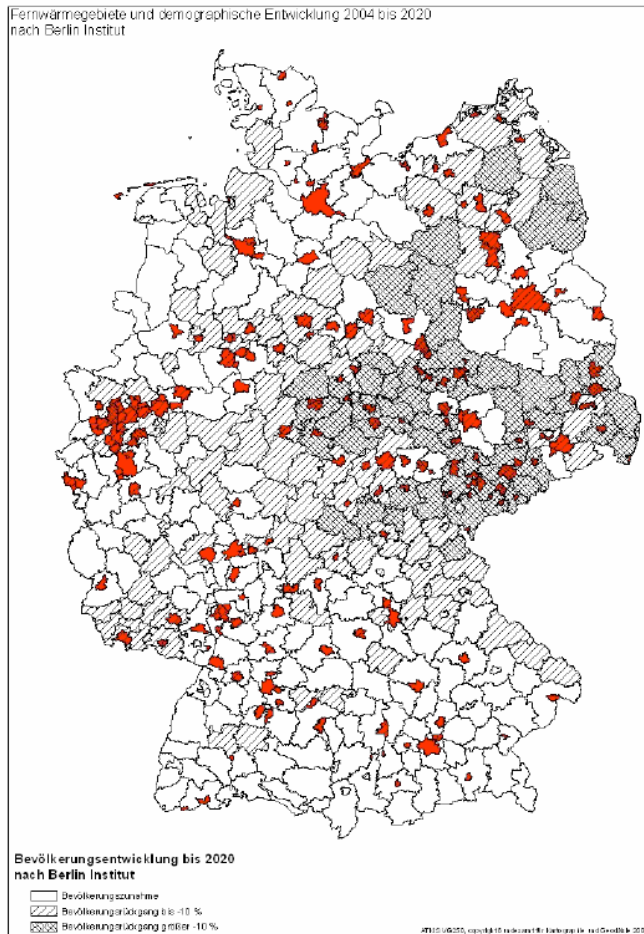 Fernwärmegebiete und demographische Entwicklung 2004 bis 2020
nach Berlin Institut
Bevölkerungsentwicklung bis 2020
nach Berlin Institut
Bevölkerungszunahme
Bevölkerungsrückgang bis -10 %
Bevölkerungsrückgang größer -10 %